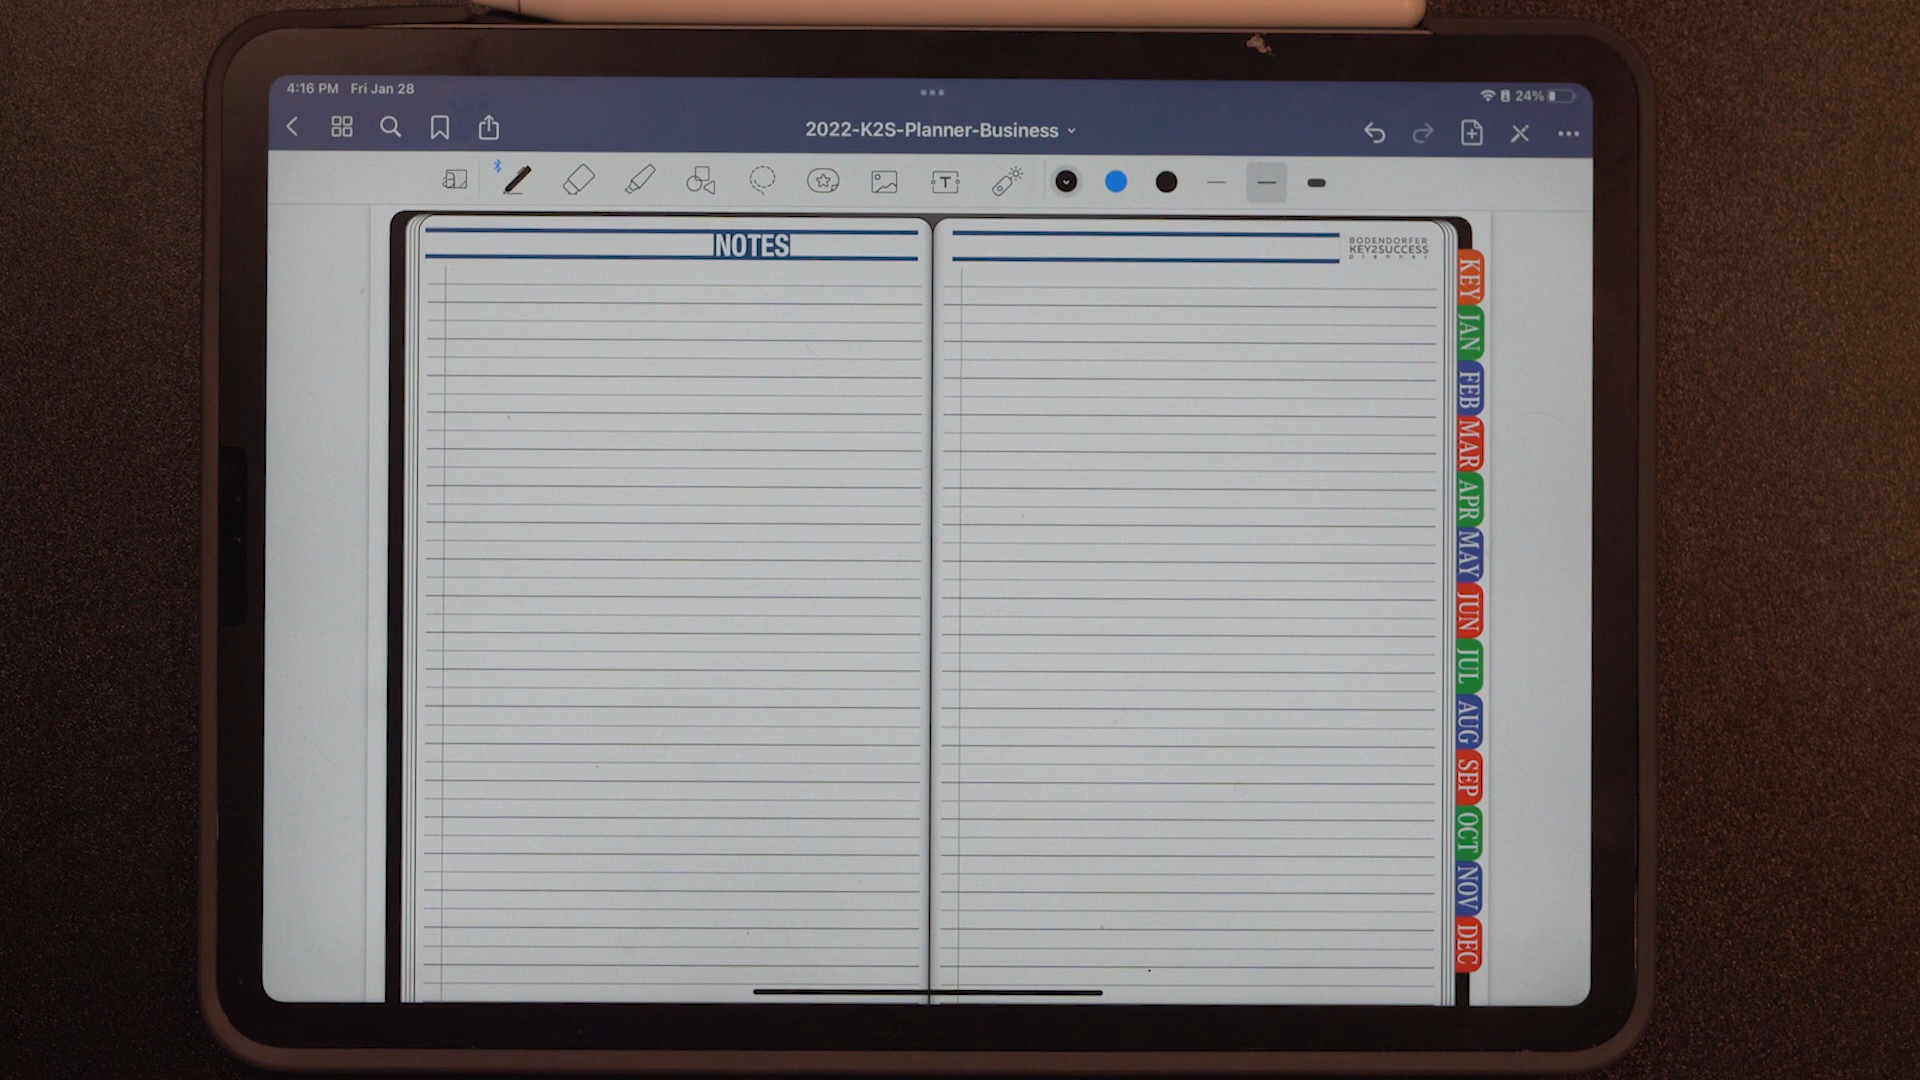 4:16 PM Fri Jan 28
24%
2022-K2S-Planner-Business
T
NOTES
BODENDORFER
KEY2SUCCESS
planner
KEY
JAN
FEB
MAR
APR
MAY
JUN
JUL
AUG
SEP
OCT
NOV
DEC